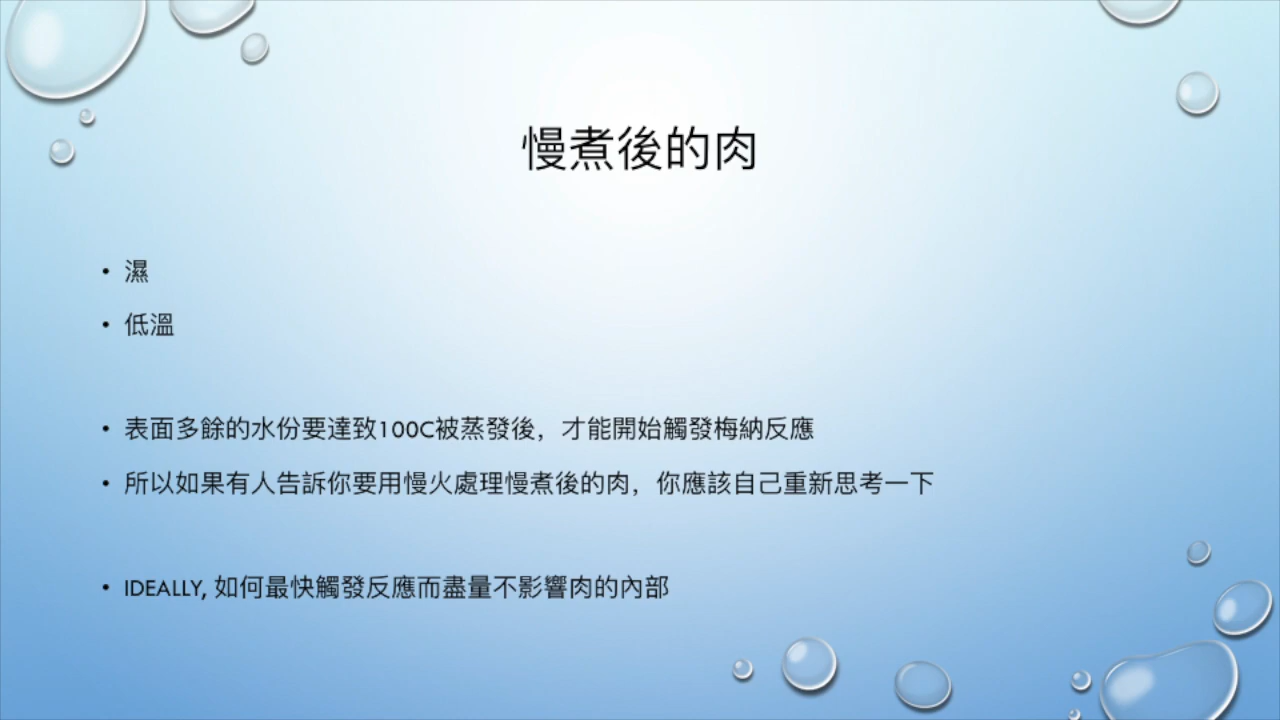 慢煮後的肉
• 濕
• 低溫
• 表面多餘的水份要達致100C被蒸發後，才能開始觸發梅納反應
• 所以如果有人告訴你要用慢火處理慢煮後的肉，你應該自己重新思考一下
• IDEALLY, 如何最快觸發反應而盡量不影響肉的內部